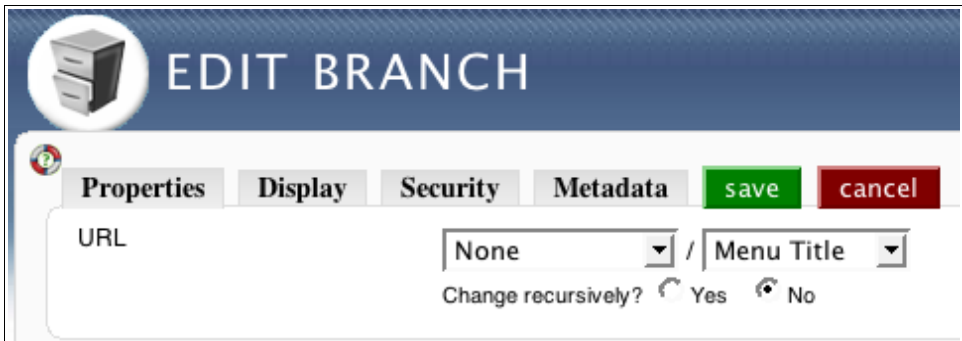 EDIT BRANCH
Properties Display Security Metadata save cancel
URL None / Menu Title
Change recursively? Yes No